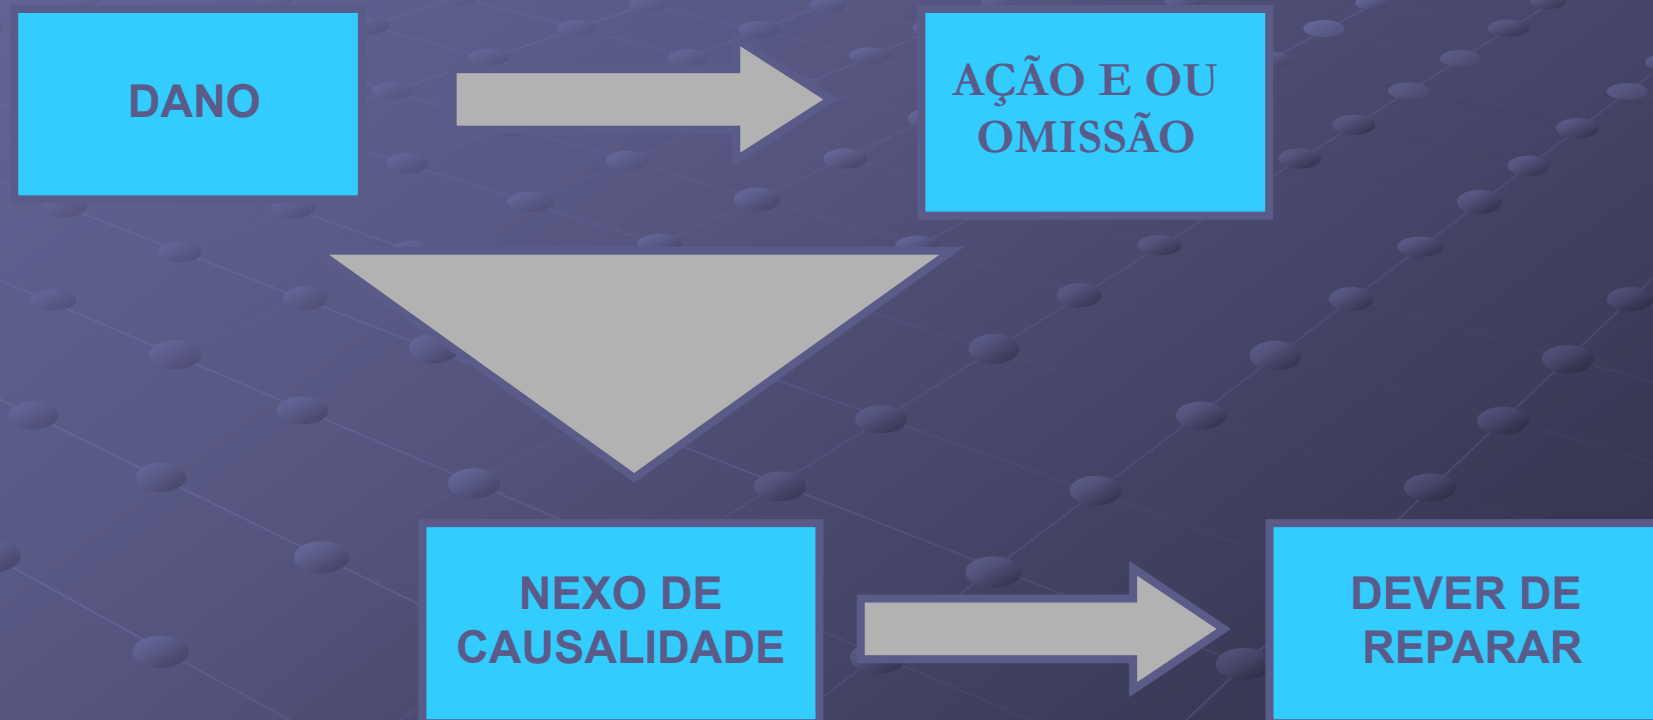 DANO
AÇÃO E OU
OMISSÃO
NEXO DE
CAUSALIDADE
DEVER DE
REPARAR